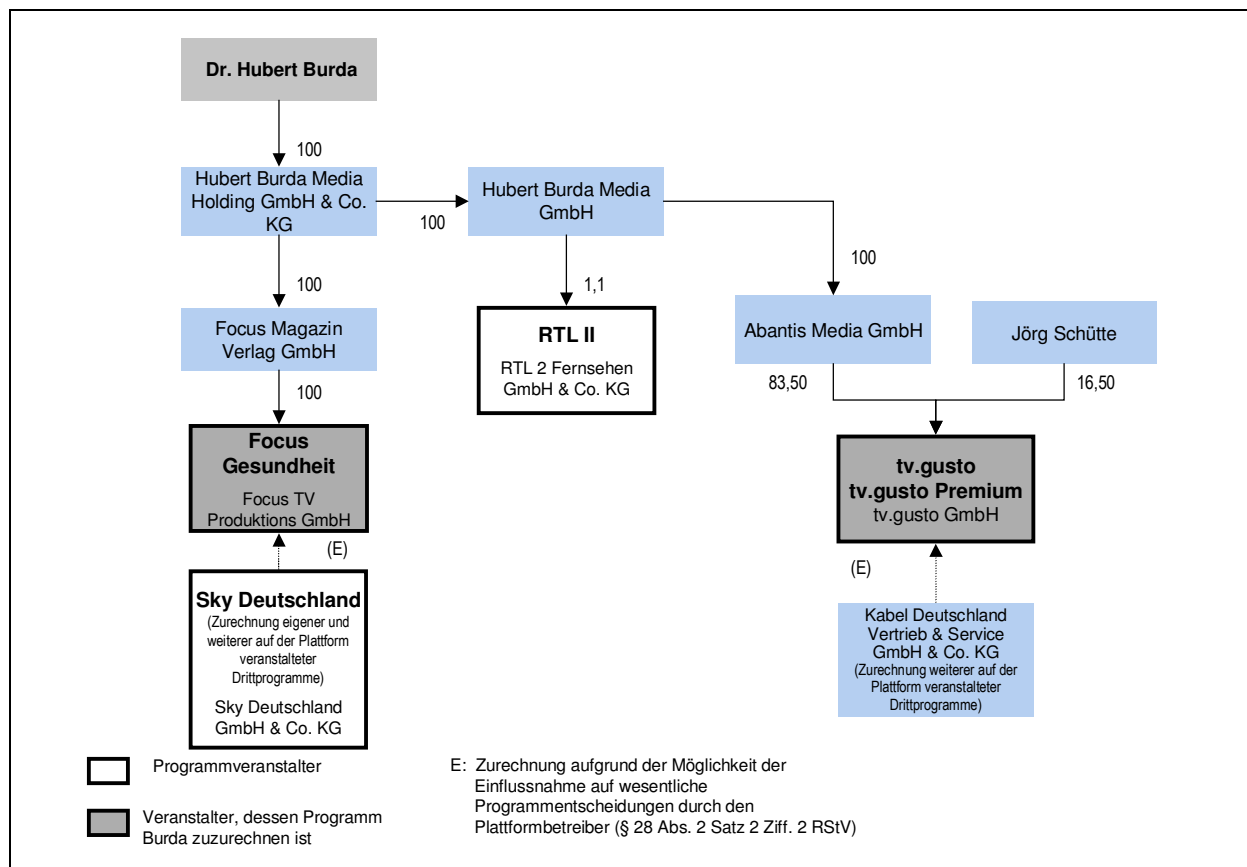 Dr. Hubert Burda
100
Hubert Burda Media
Holding GmbH & Co.
KG
100
Hubert Burda Media
GmbH
100
100
1,1
Focus Magazin
Verlag GmbH
100
RTL II
RTL 2 Fernsehen
GmbH & Co. KG
Abantis Media GmbH
83,50
Jörg Schütte
16,50
Focus
Gesundheit
Focus TV
Produktions GmbH
(E)
tv.gusto
tv.gusto Premium
tv.gusto GmbH
(E)
Sky Deutschland
(Zurechnung eigener und
weiterer auf der Plattform
veranstalteter
Drittprogramme)
Sky Deutschland
GmbH & Co. KG
Kabel Deutschland
Vertrieb & Service
GmbH & Co. KG
(Zurechnung weiterer auf der
Plattform veranstalteter
Drittprogramme)
Programmveranstalter
Veranstalter, dessen Programm
Burda zuzurechnen ist
E: Zurechnung aufgrund der Möglichkeit der
Einflussnahme auf wesentliche
Programmentscheidungen durch den
Plattformbetreiber (§ 28 Abs. 2 Satz 2 Ziff. 2 RStV)